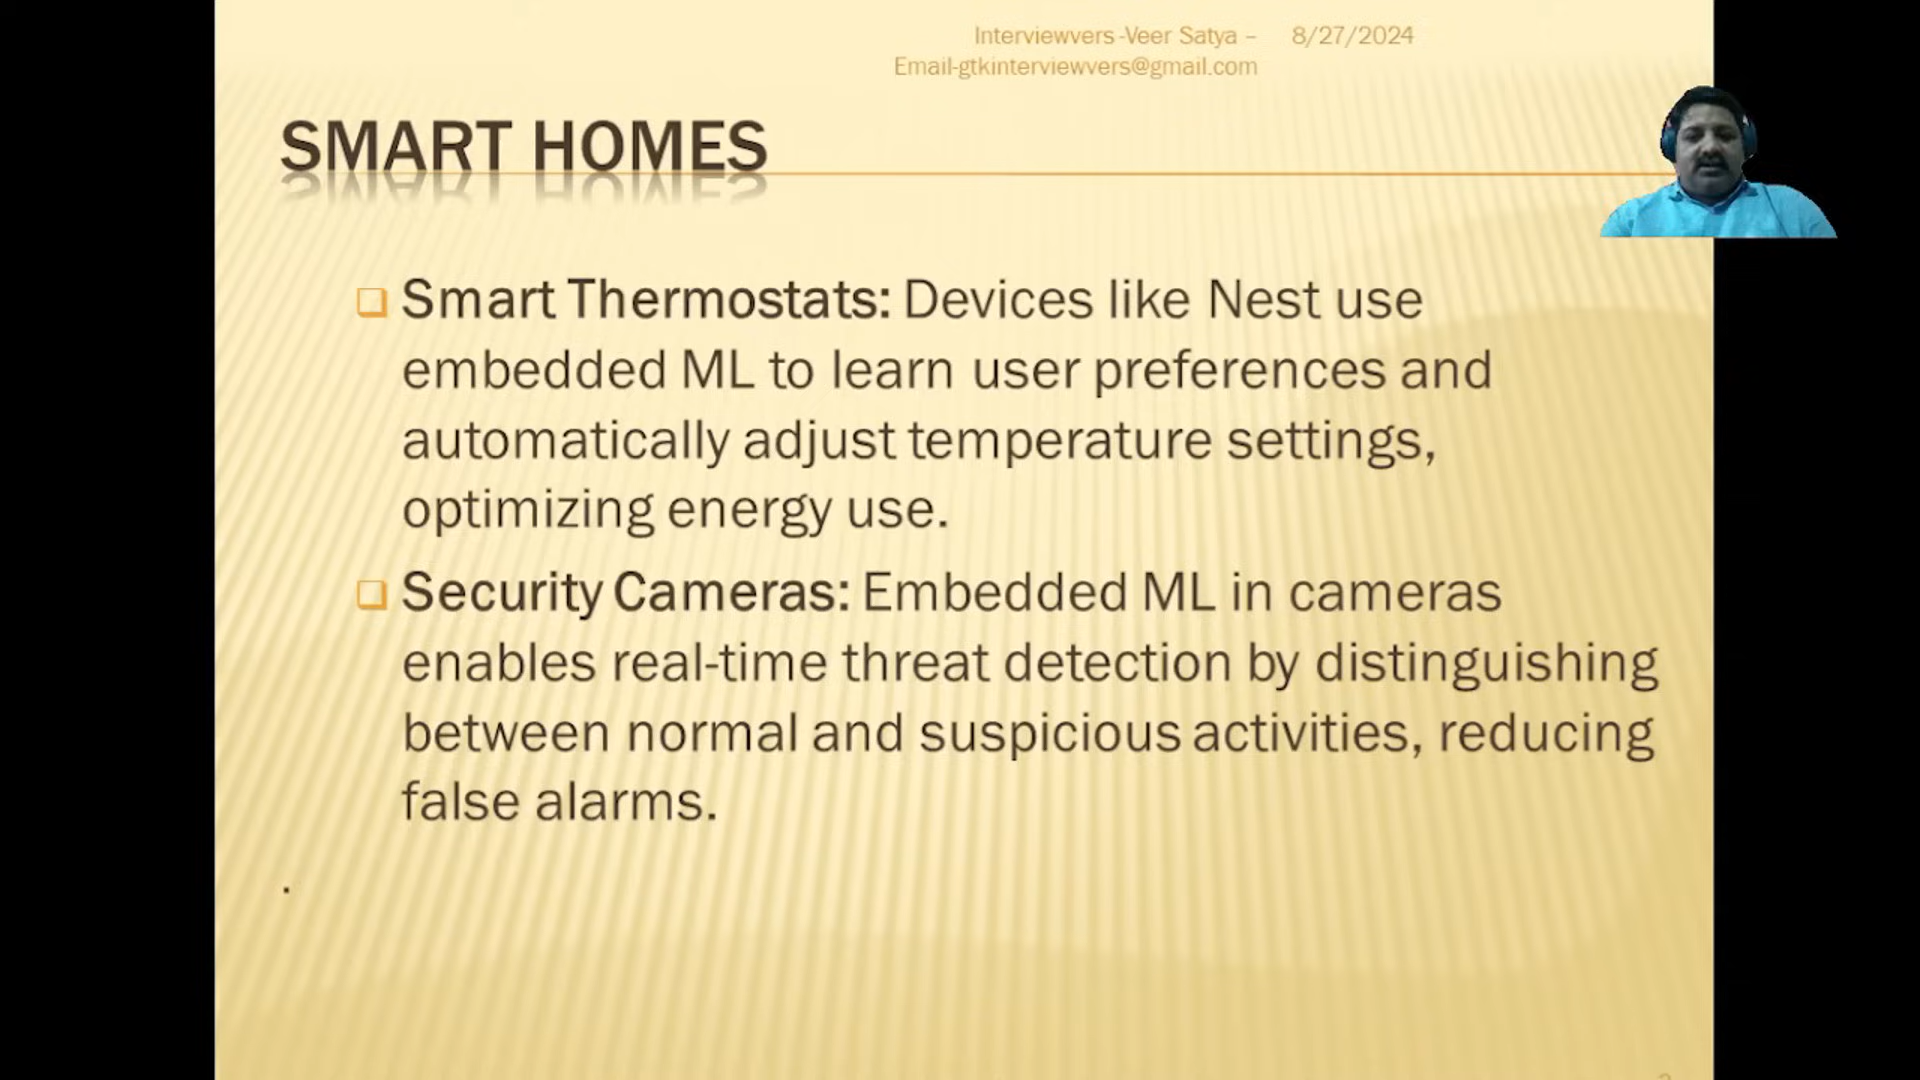 Interviewvers -Veer Satya – 8/27/2024
Email-gtkinterviewvers@gmail.com
SMART HOMES
Smart Thermostats: Devices like Nest use
embedded ML to learn user preferences and
automatically adjust temperature settings,
optimizing energy use.
Security Cameras: Embedded ML in cameras
enables real-time threat detection by distinguishing
between normal and suspicious activities, reducing
false alarms.
.